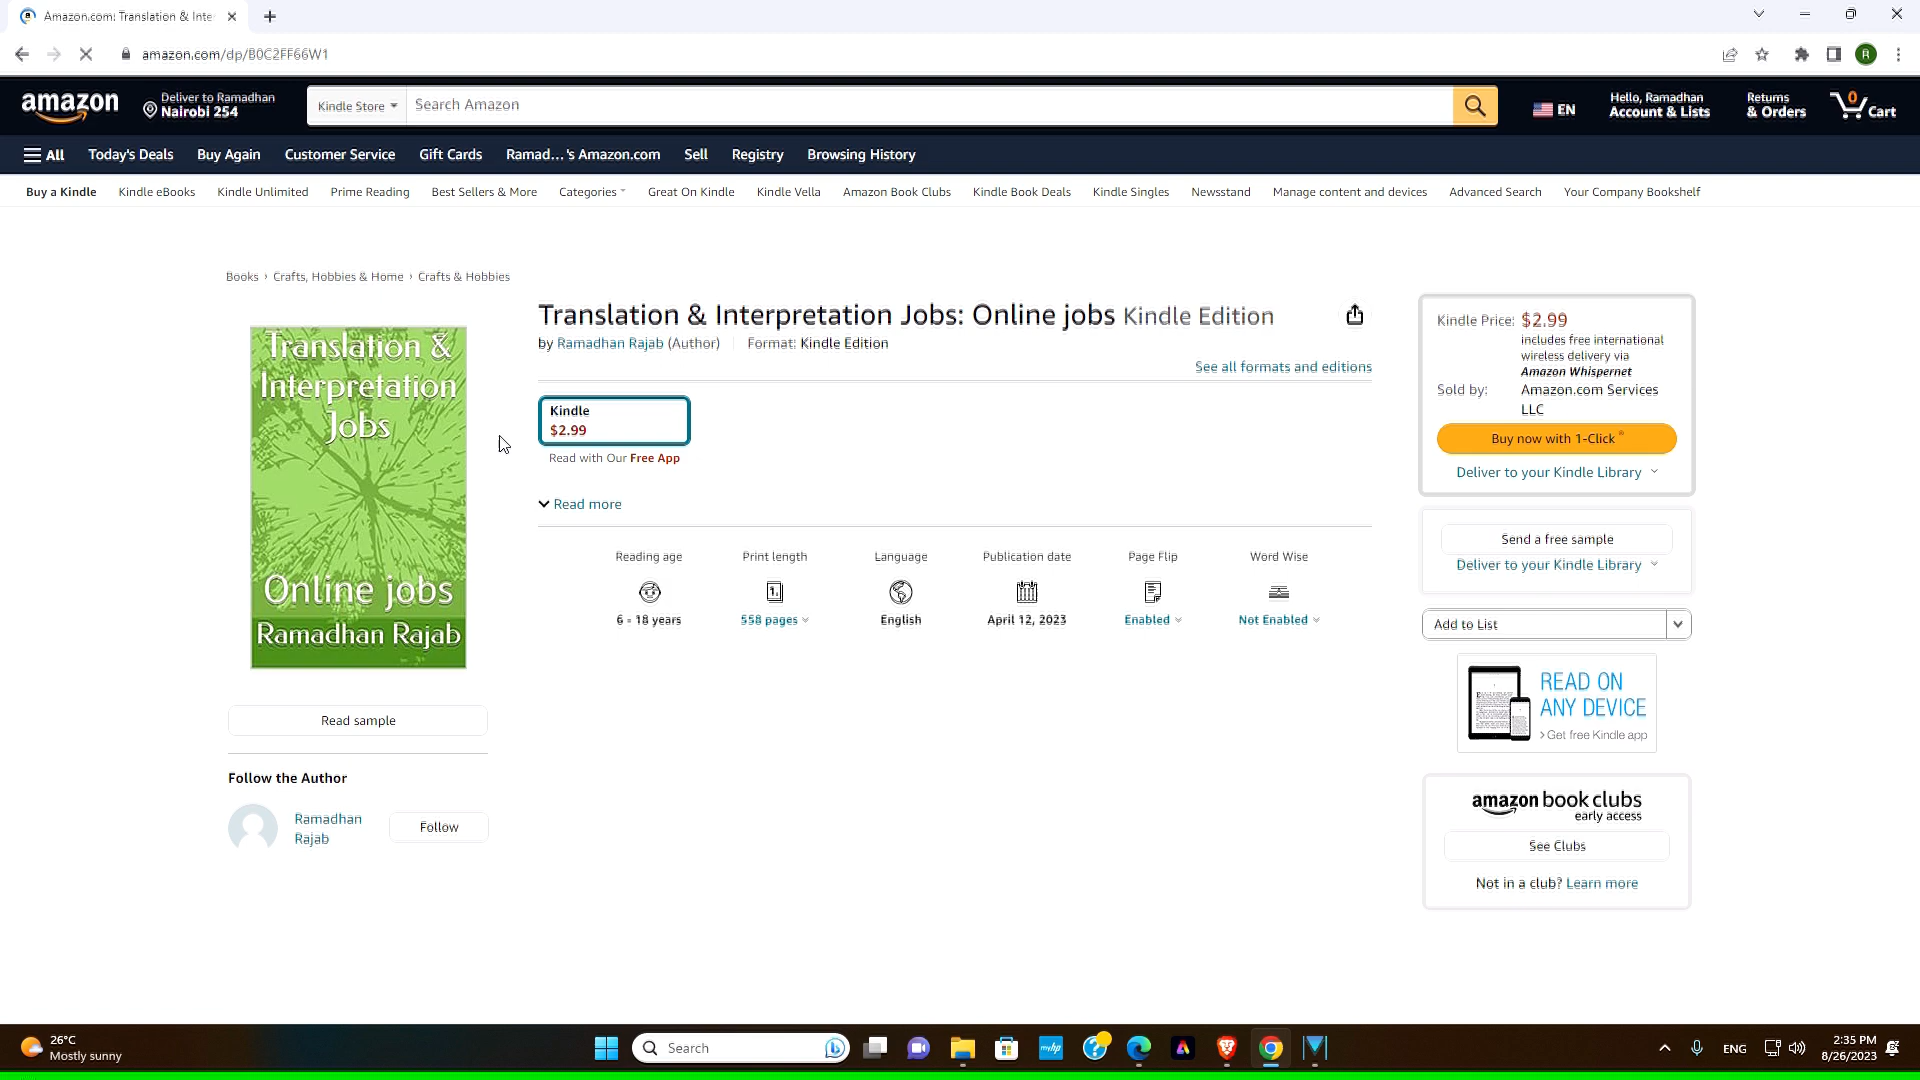 Amazon.com: Translation & Inte
amazon.com/dp/B0C2FF66W1
R
amazon
Deliver to Ramadhan
Nairobi 254
Kindle Store
Search Amazon
EN
Hello, Ramadhan
Account & Lists
Returns
& Orders
0
Cart
All
Today's Deals
Buy Again
Customer Service
Gift Cards
Ramad...'s Amazon.com
Sell
Registry
Browsing History
Buy a Kindle
Kindle eBooks
Kindle Unlimited
Prime Reading
Best Sellers & More
Categories
Great On Kindle
Kindle Vella
Amazon Book Clubs
Kindle Book Deals
Kindle Singles
Newsstand
Manage content and devices
Advanced Search
Your Company Bookshelf
Books › Crafts, Hobbies & Home › Crafts & Hobbies
Translation &
Interpretation
Jobs
Online jobs
Ramadhan Rajab
Read sample
Follow the Author
Ramadhan
Rajab
Follow
Translation & Interpretation Jobs: Online jobs Kindle Edition
by Ramadhan Rajab (Author)
Format: Kindle Edition
See all formats and editions
Kindle
$2.99
Read with Our Free App
Read more
Reading age
6 - 18 years
Print length
558 pages
Language
English
Publication date
April 12, 2023
Page Flip
Enabled
Word Wise
Not Enabled
Kindle Price: $2.99
includes free international
wireless delivery via
Amazon Whispernet
Sold by: Amazon.com Services
LLC
Buy now with 1-Click ®
Deliver to your Kindle Library
Send a free sample
Deliver to your Kindle Library
Add to List
READ ON
ANY DEVICE
› Get free Kindle app
amazon book clubs
early access
See Clubs
Not in a club? Learn more
26°C
Mostly sunny
Search
myhp
ENG
2:35 PM
8/26/2023